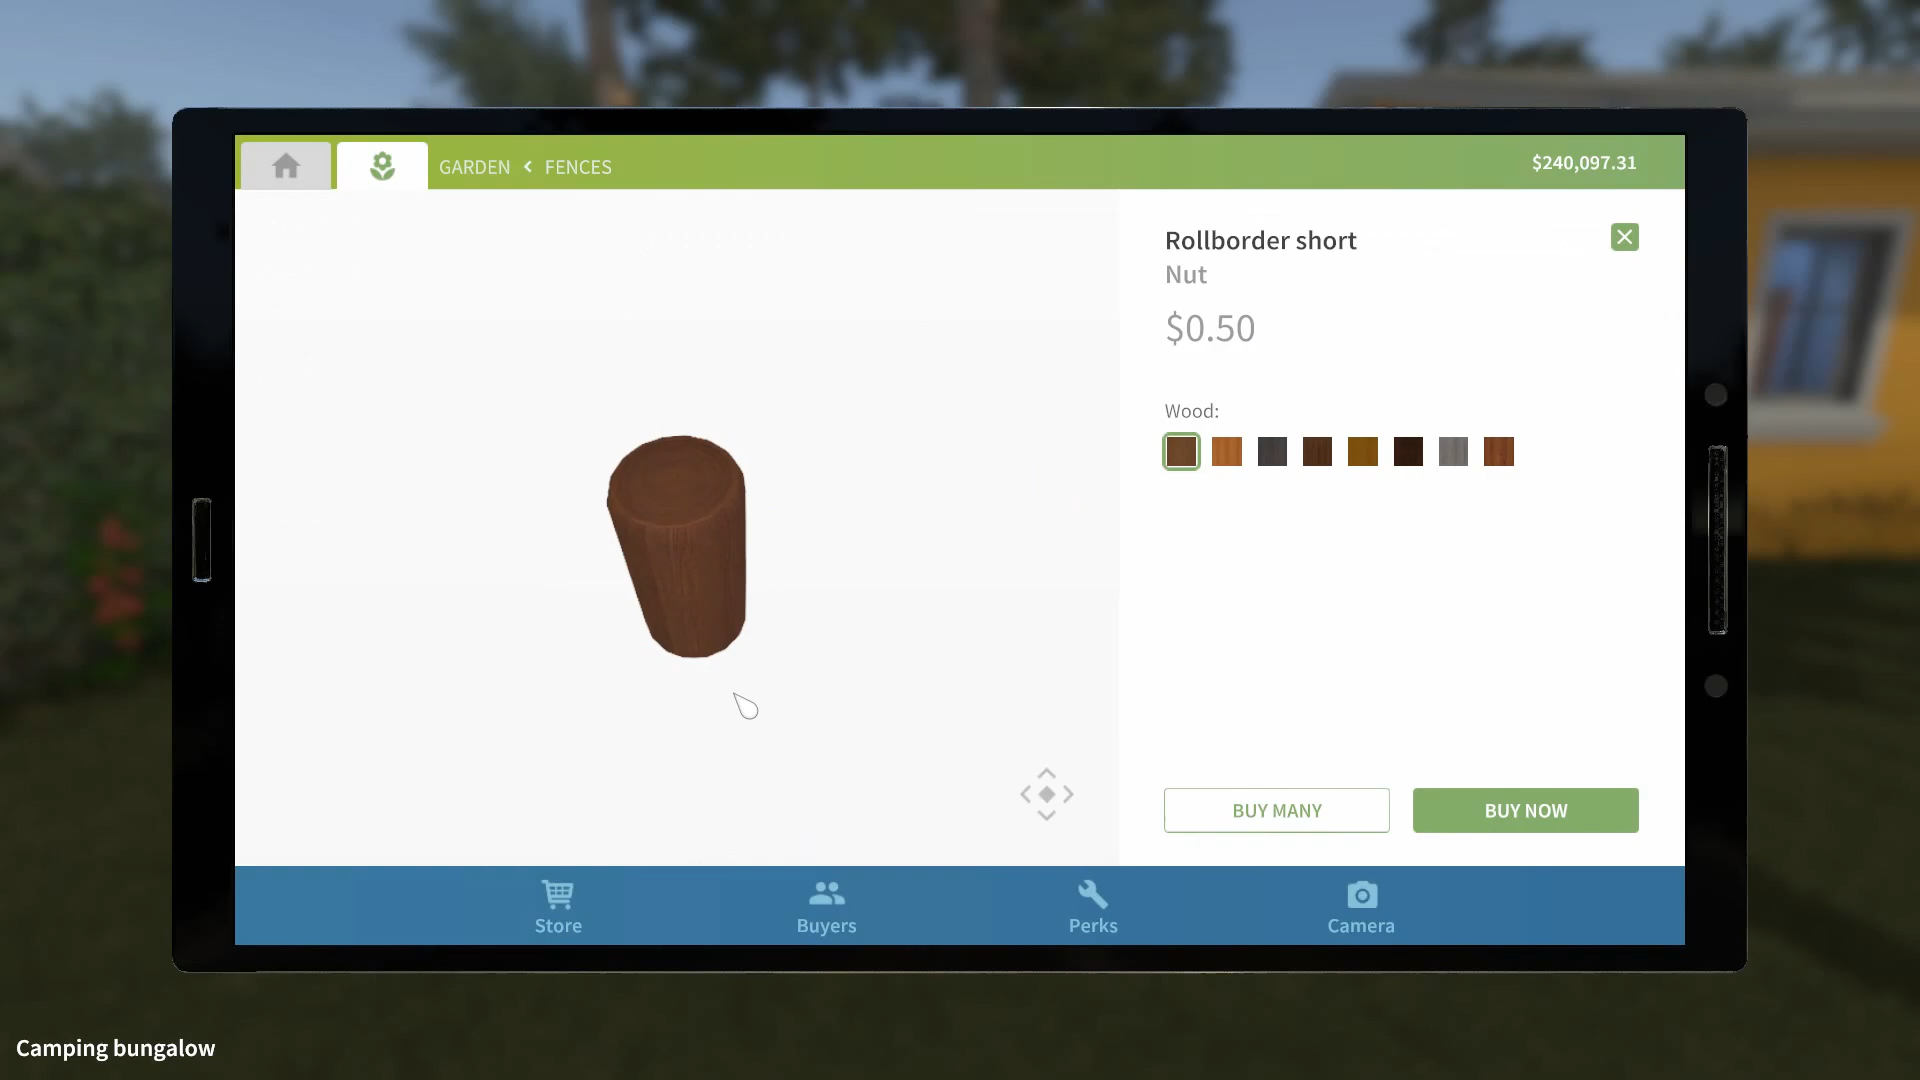 GARDEN < FENCES
$240,097.31
Rollborder short
Nut
$0.50
Wood:
BUY MANY
BUY NOW
Store
Buyers
Perks
Camera
Camping bungalow